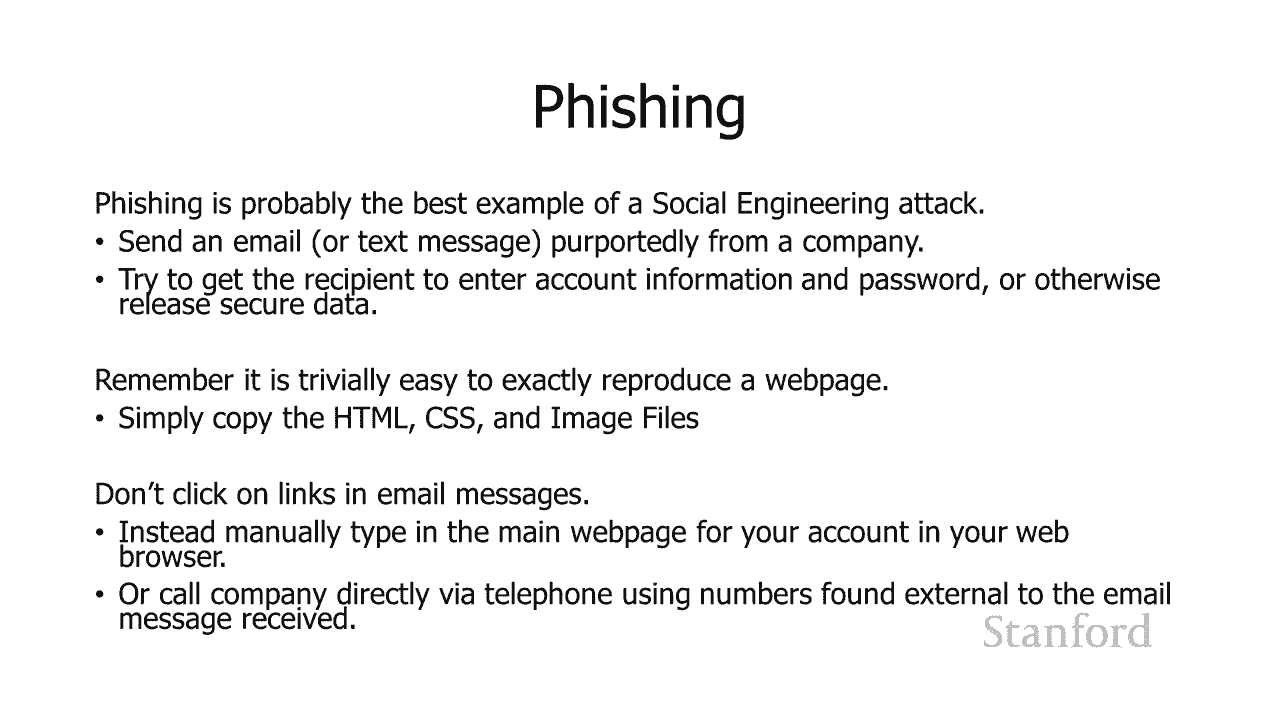 Phishing
Phishing is probably the best example of a Social Engineering attack.
• Send an email (or text message) purportedly from a company.
• Try to get the recipient to enter account information and password, or otherwise
release secure data.
Remember it is trivially easy to exactly reproduce a webpage.
• Simply copy the HTML, CSS, and Image Files
Don’t click on links in email messages.
• Instead manually type in the main webpage for your account in your web
browser.
• Or call company directly via telephone using numbers found external to the email
message received.
Stanford